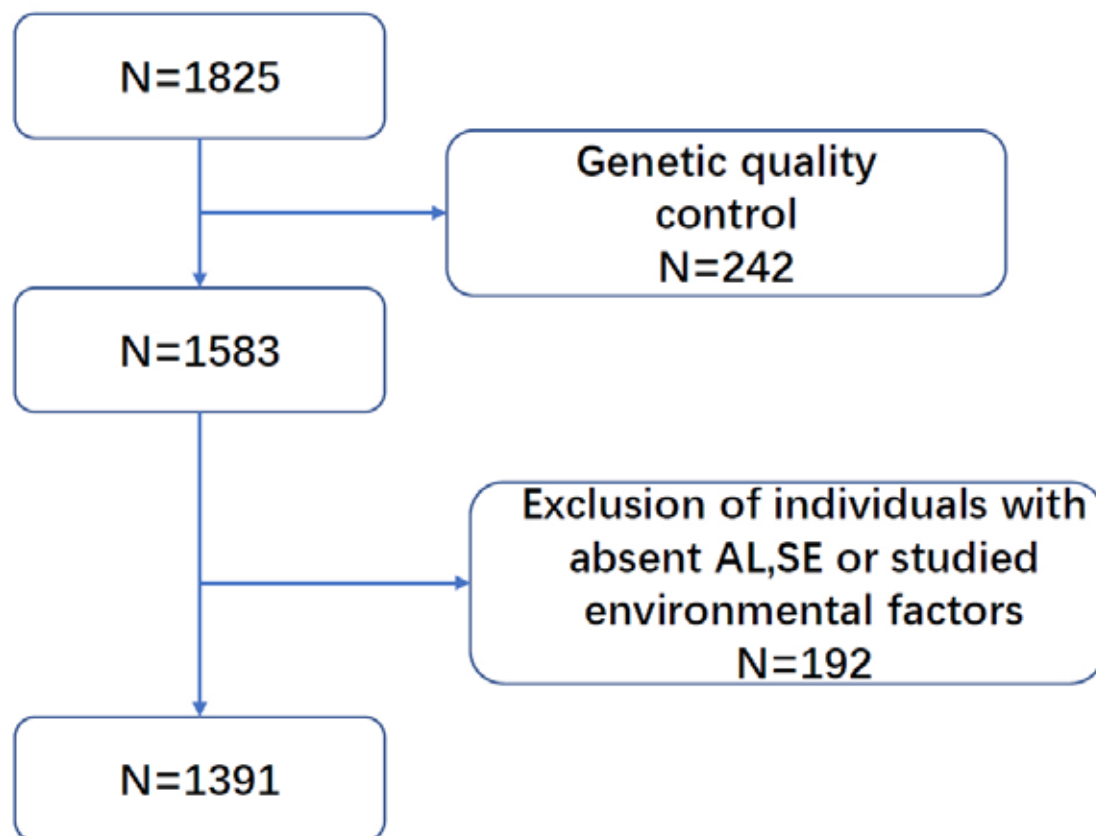 N=1825
Genetic quality
control
N=242
N=1583
Exclusion of individuals with
absent AL,SE or studied
environmental factors
N=192
N=1391